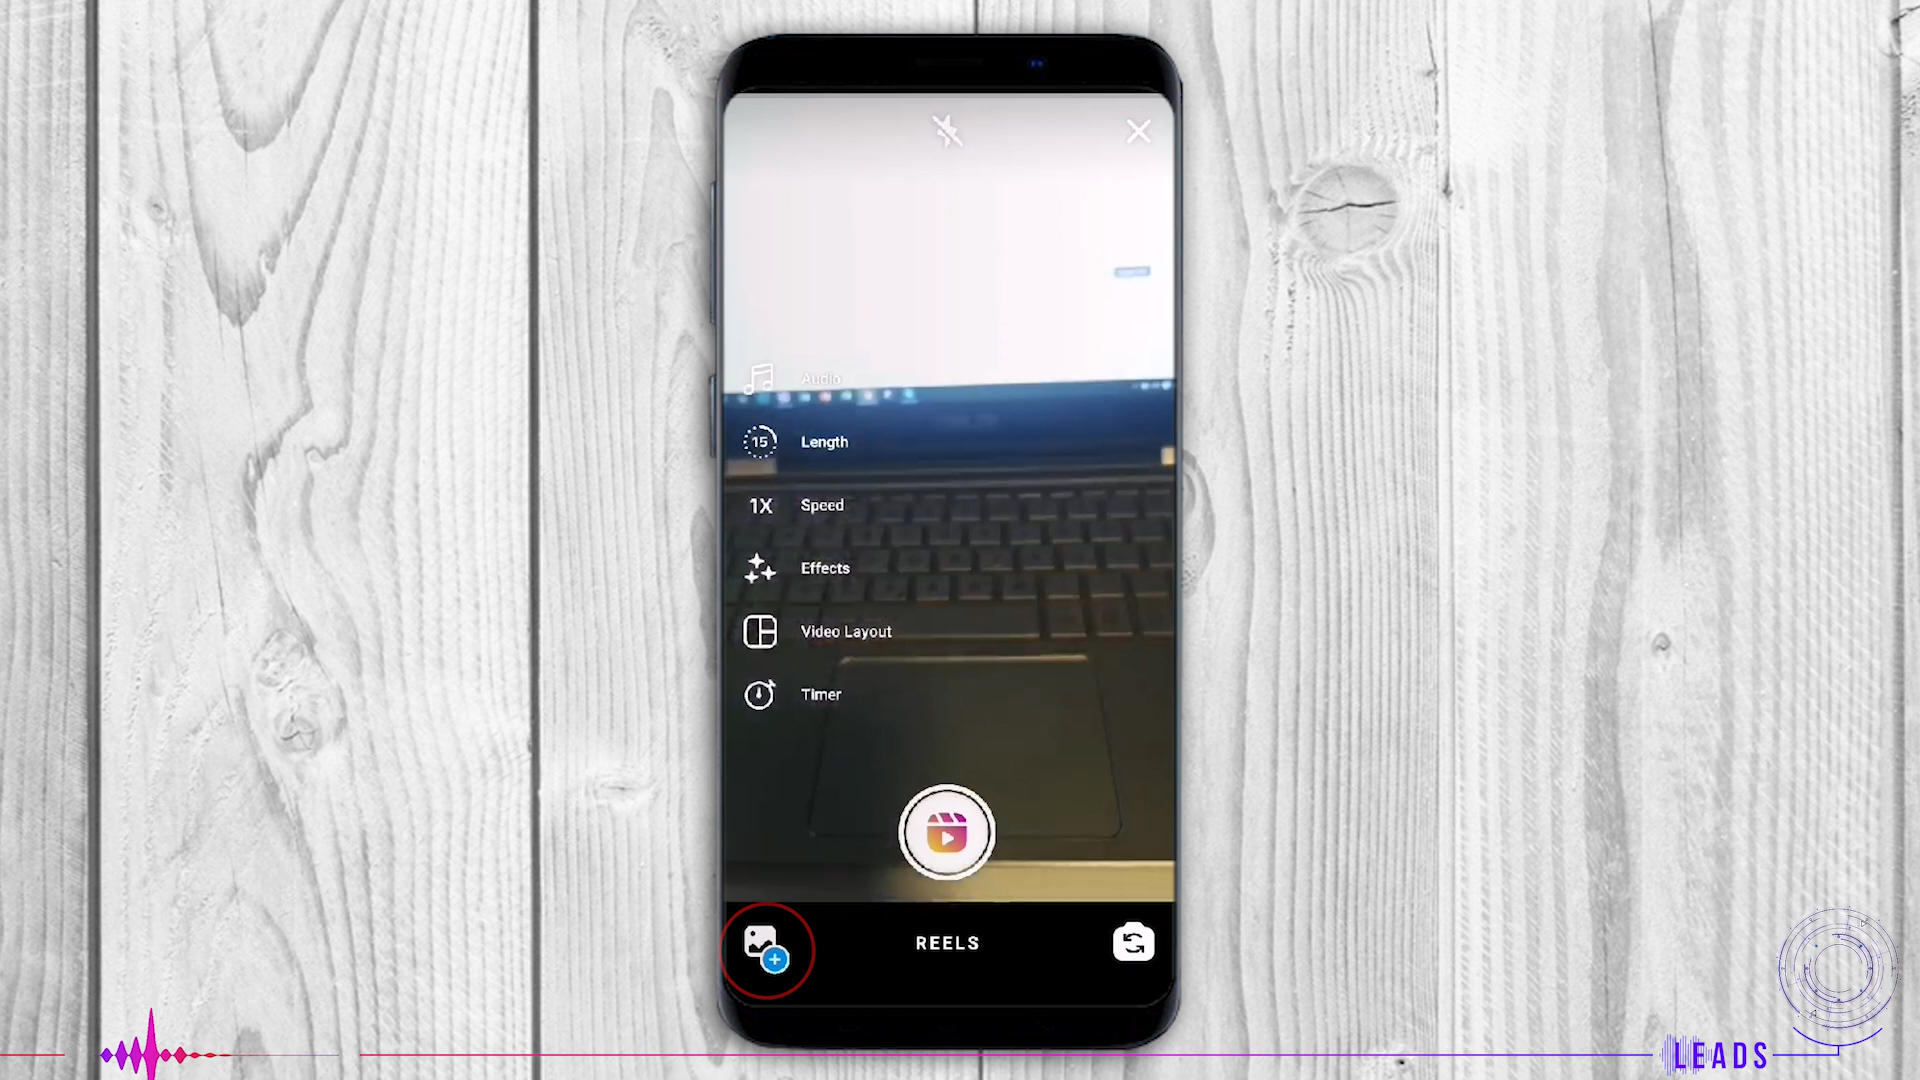 Audio
15 Length
1X Speed
Effects
Video Layout
Timer
REELS
LEADS